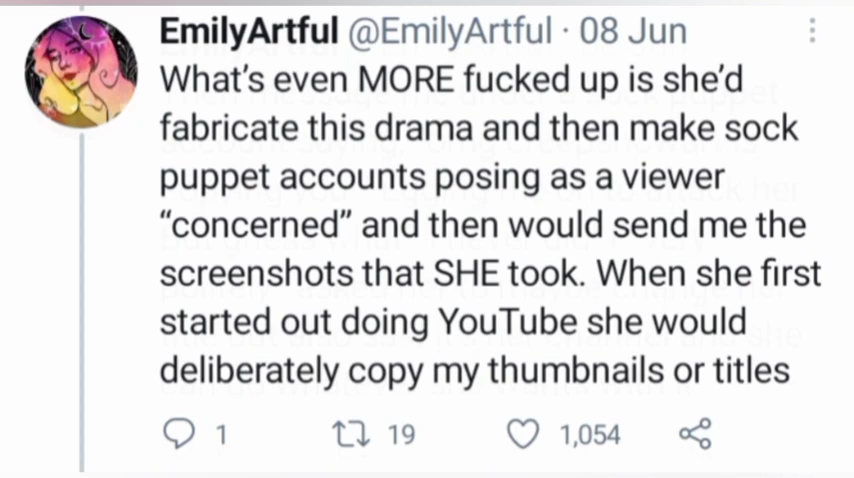 EmilyArtful @EmilyArtful · 08 Jun
What's even MORE fucked up is she'd
fabricate this drama and then make sock
puppet accounts posing as a viewer
“concerned” and then would send me the
screenshots that SHE took. When she first
started out doing YouTube she would
deliberately copy my thumbnails or titles
1 19 1,054